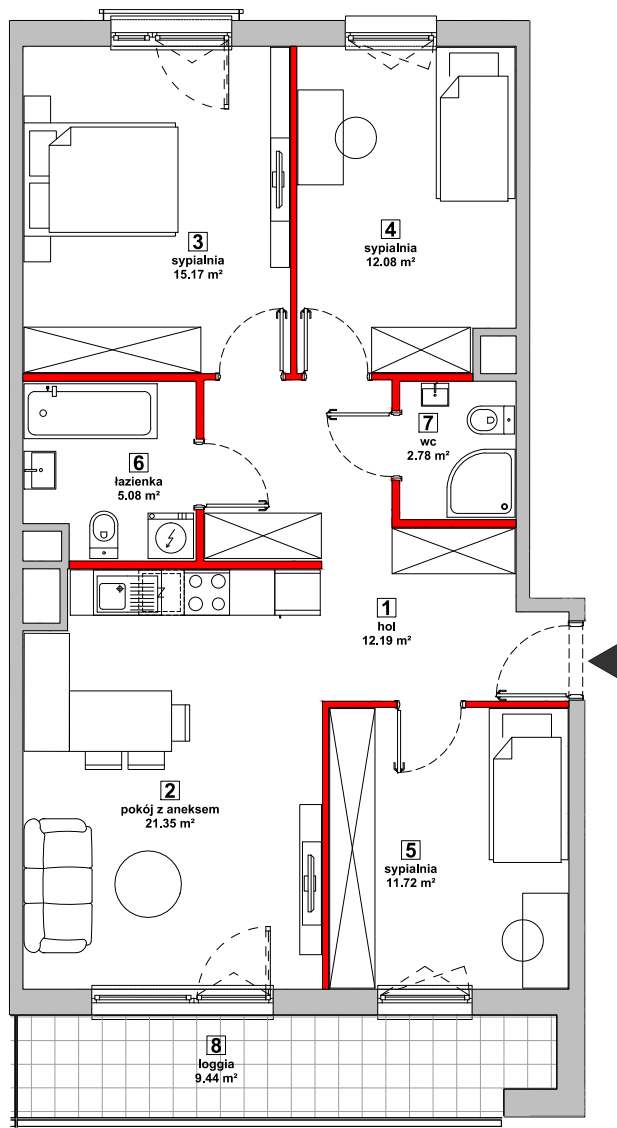 3
sypialnia
15.17 m²
4
sypialnia
12.08 m²
7
wc
2.78 m²
6
łazienka
5.08 m²
1
hol
12.19 m²
2
pokój z aneksem
21.35 m²
5
sypialnia
11.72 m²
8
loggia
9.44 m²